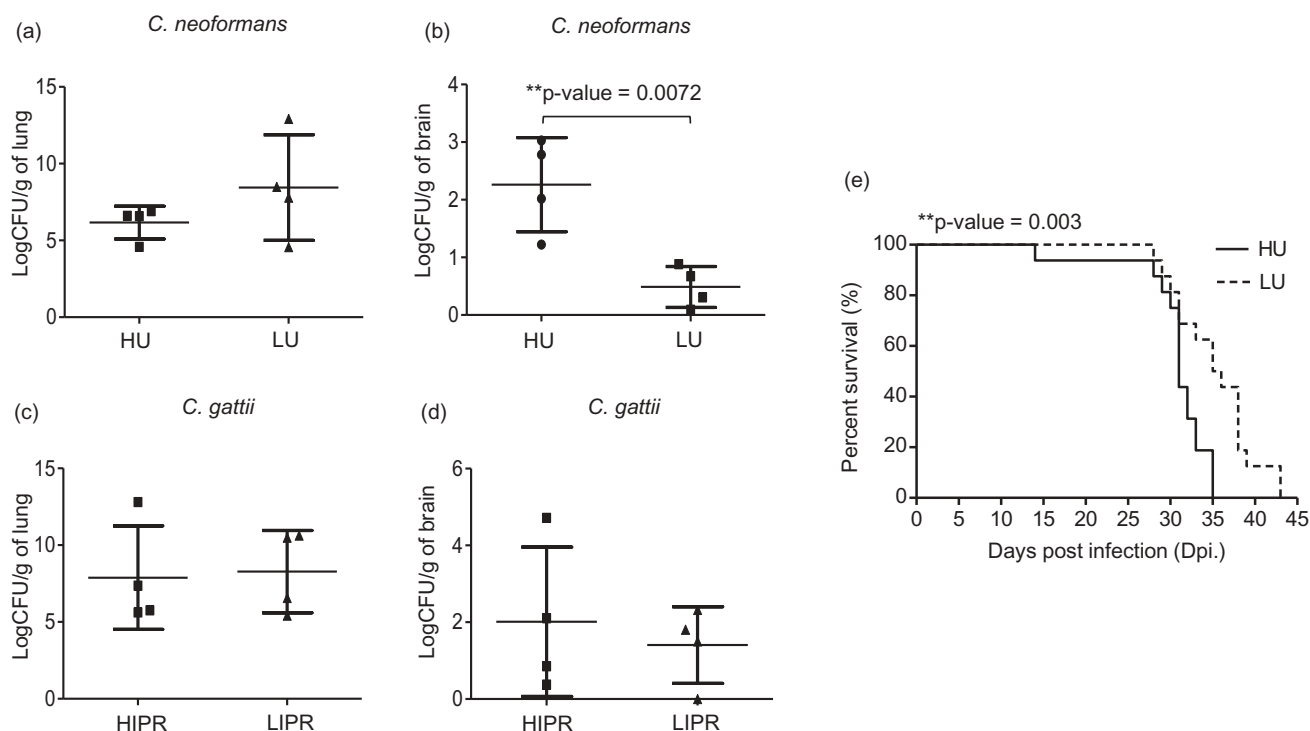 (a)
C. neoformans
LogCFU/g of lung
15
10
5
0
HU
LU
(b)
C. neoformans
**p-value = 0.0072
LogCFU/g of brain
4
3
2
1
0
HU
LU
(c)
C. gattii
LogCFU/g of lung
15
10
5
0
HIPR
LIPR
(d)
C. gattii
LogCFU/g of brain
6
4
2
0
HIPR
LIPR
(e)
**p-value = 0.003
HU
LU
Percent survival (%)
100
80
60
40
20
0
0 5 10 15 20 25 30 35 40 45
Days post infection (Dpi.)